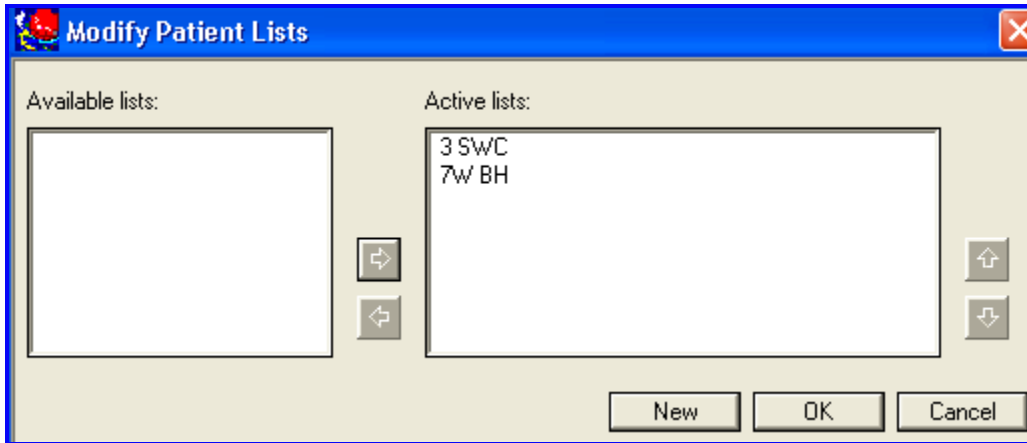 Modify Patient Lists
Available lists:
Active lists:
3 SWC
7W BH
New
OK
Cancel